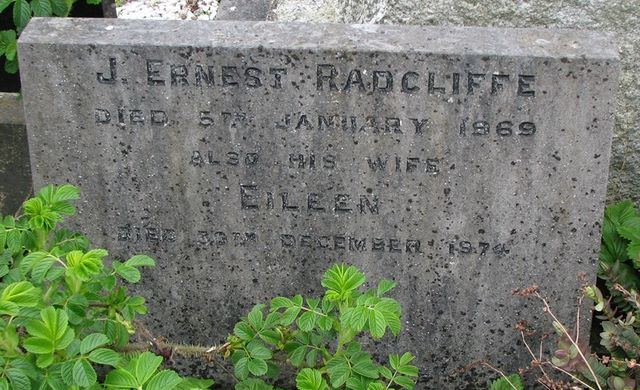 J. ERNEST RADCLIFFE
DIED 5TH JANUARY 1969
ALSO HIS WIFE
EILEEN
DIED 30TH DECEMBER 1974